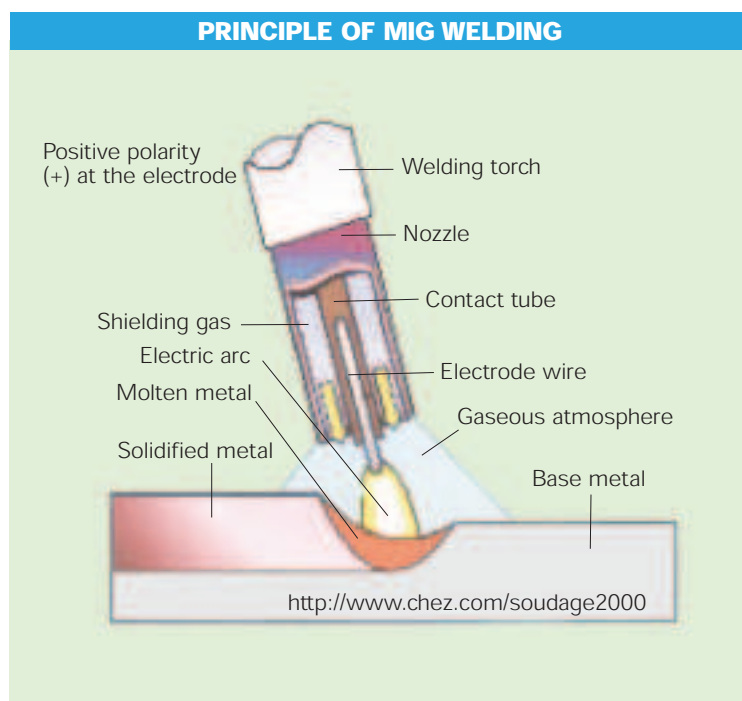 PRINCIPLE OF MIG WELDING
Positive polarity
(+) at the electrode
Welding torch
Nozzle
Contact tube
Shielding gas
Electric arc
Electrode wire
Molten metal
Gaseous atmosphere
Solidified metal
Base metal
http://www.chez.com/soudage2000